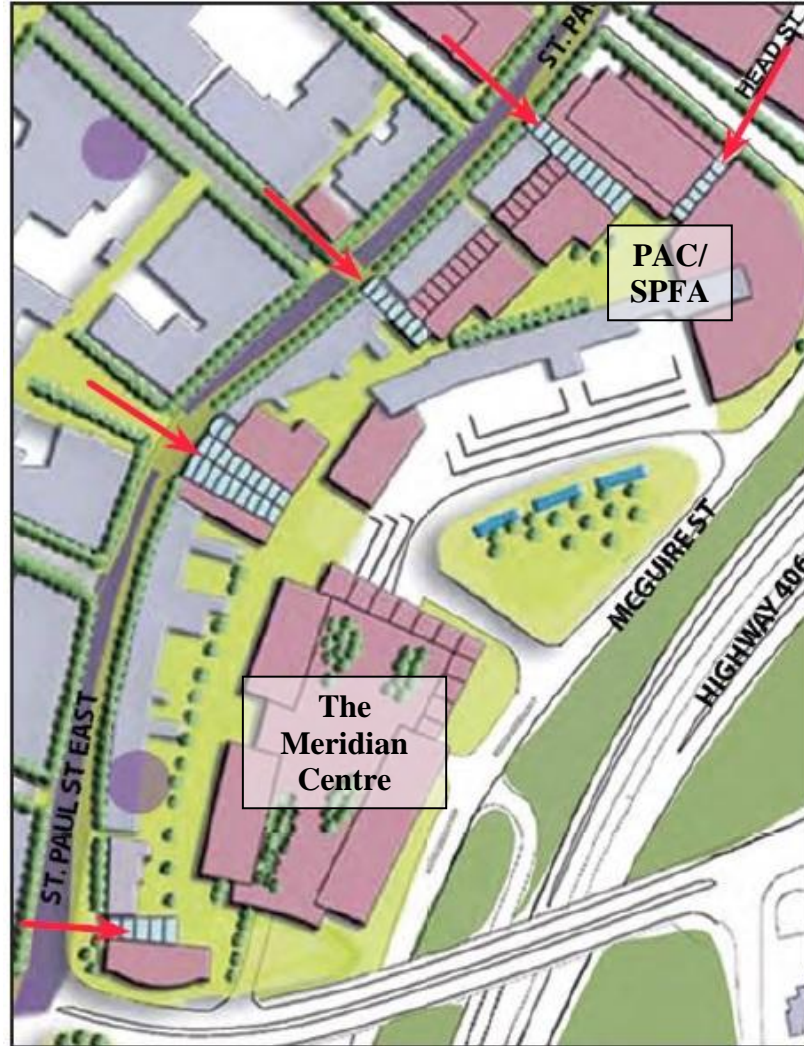 ST. PA
HEAD ST.
PAC/
SPFA
MCGUIRE ST
HIGHWAY 406
The
Meridian
Centre
ST. PAUL ST EAST